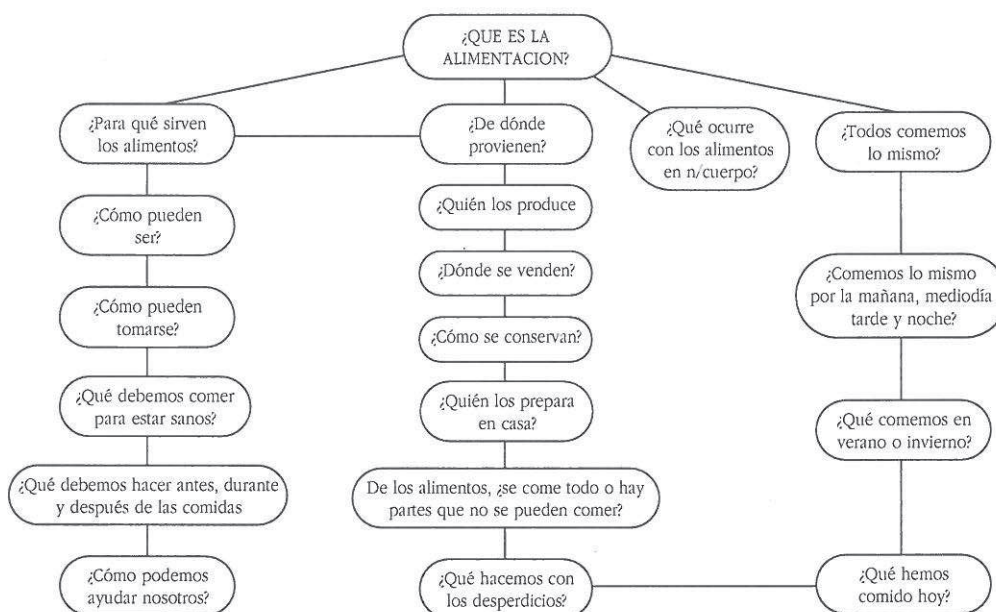 ¿QUE ES LA
ALIMENTACION?
¿Para qué sirven
los alimentos?
¿De dónde
provienen?
¿Qué ocurre
con los alimentos
en n/cuerpo?
¿Todos comemos
lo mismo?
¿Cómo pueden
ser?
¿Quién los produce
¿Dónde se venden?
¿Comemos lo mismo
por la mañana, mediodía
tarde y noche?
¿Cómo pueden
tomarse?
¿Cómo se conservan?
¿Qué debemos comer
para estar sanos?
¿Quién los prepara
en casa?
¿Qué comemos en
verano o invierno?
¿Qué debemos hacer antes, durante
y después de las comidas
De los alimentos, ¿se come todo o hay
partes que no se pueden comer?
¿Cómo podemos
ayudar nosotros?
¿Qué hacemos con
los desperdicios?
¿Qué hemos
comido hoy?